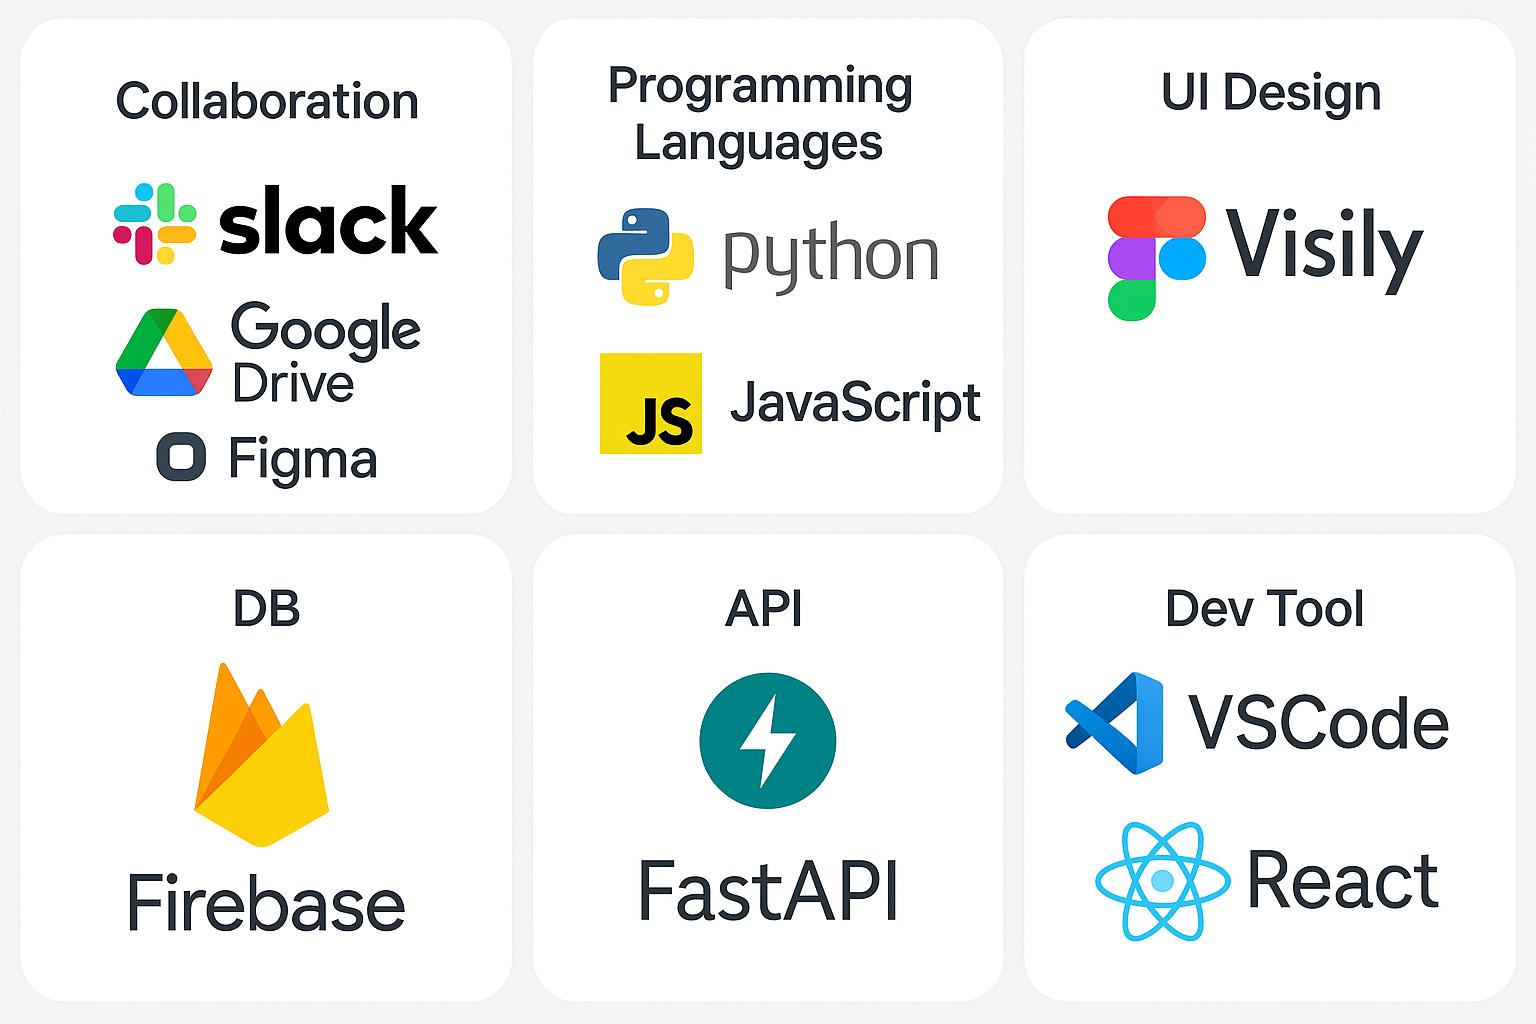 Collaboration
slack
Google
Drive
Figma
Programming
Languages
python
JS
JavaScript
UI Design
Visily
DB
Firebase
API
FastAPI
Dev Tool
VSCode
React